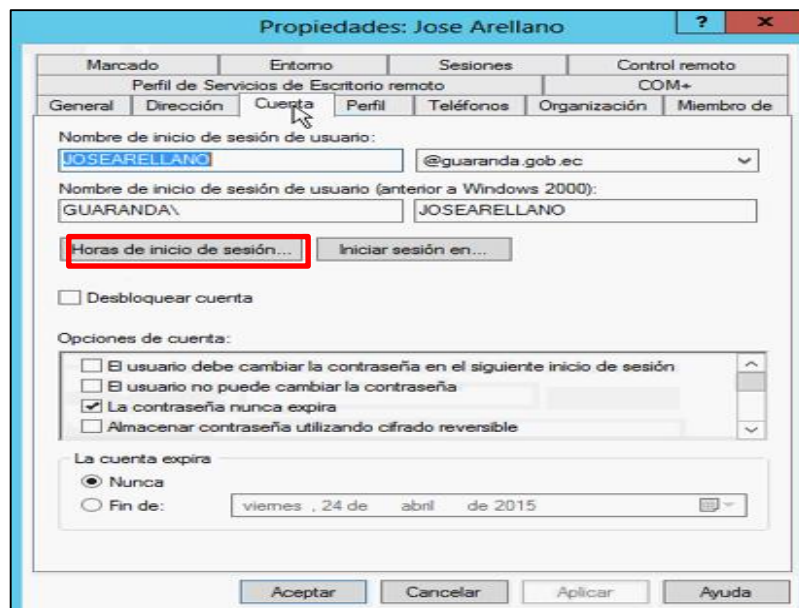 Propiedades: Jose Arellano ? x
Marcado Entorno Sesiones Control remoto
Perfil de Servicios de Escritorio remoto COM+
General Dirección Cuenta Perfil Teléfonos Organización Miembro de
Nombre de inicio de sesión de usuario:
JOSEARELLANO @guaranda.gob.ec
Nombre de inicio de sesión de usuario (anterior a Windows 2000):
GUARANDA\ JOSEARELLANO
Horas de inicio de sesión... Iniciar sesión en...
Desbloquear cuenta
Opciones de cuenta:
El usuario debe cambiar la contraseña en el siguiente inicio de sesión
El usuario no puede cambiar la contraseña
La contraseña nunca expira
Almacenar contraseña utilizando cifrado reversible
La cuenta expira
Nunca
Fin de: viernes , 24 de abril de 2015
Aceptar Cancelar Aplicar Ayuda